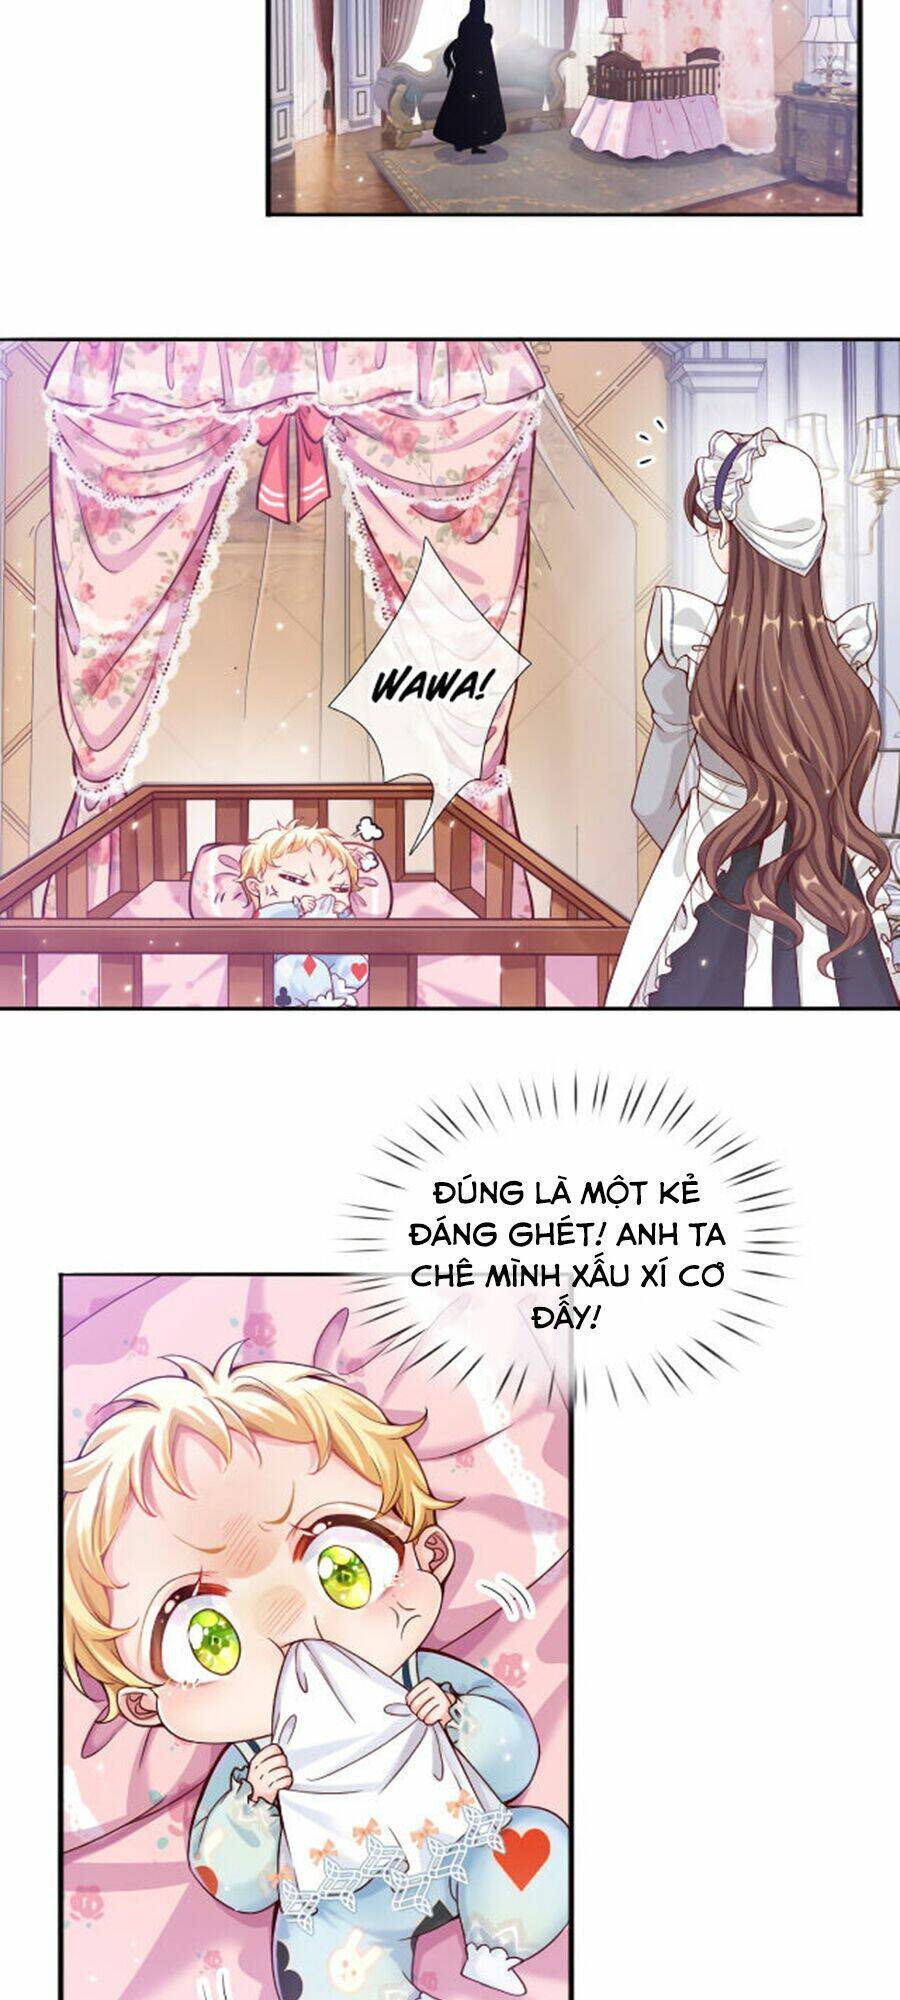 WAWA!
ĐÚNG LÀ MỘT KẺ
ĐÁNG GHÉT! ANH TA
CHÊ MÌNH XẤU XÍ CƠ
ĐẤY!